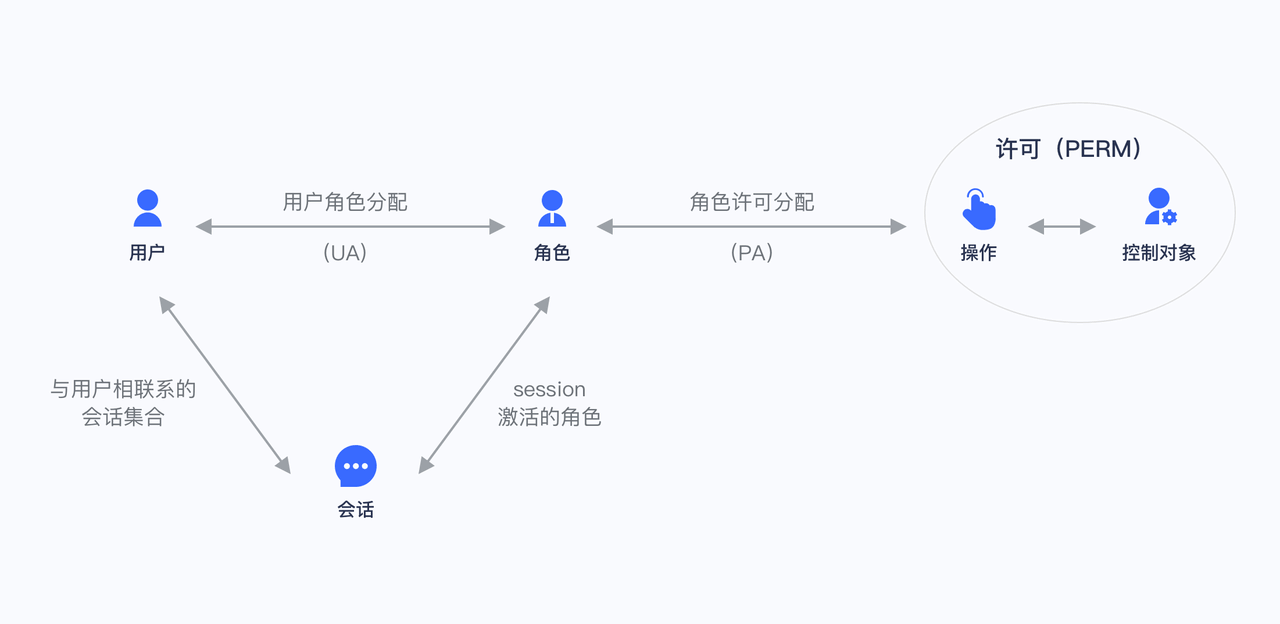 许可（PERM）
用户角色分配
角色许可分配
用户
(UA)
角色
(PA)
操作
控制对象
与用户相联系的
会话集合
session
激活的角色
会话